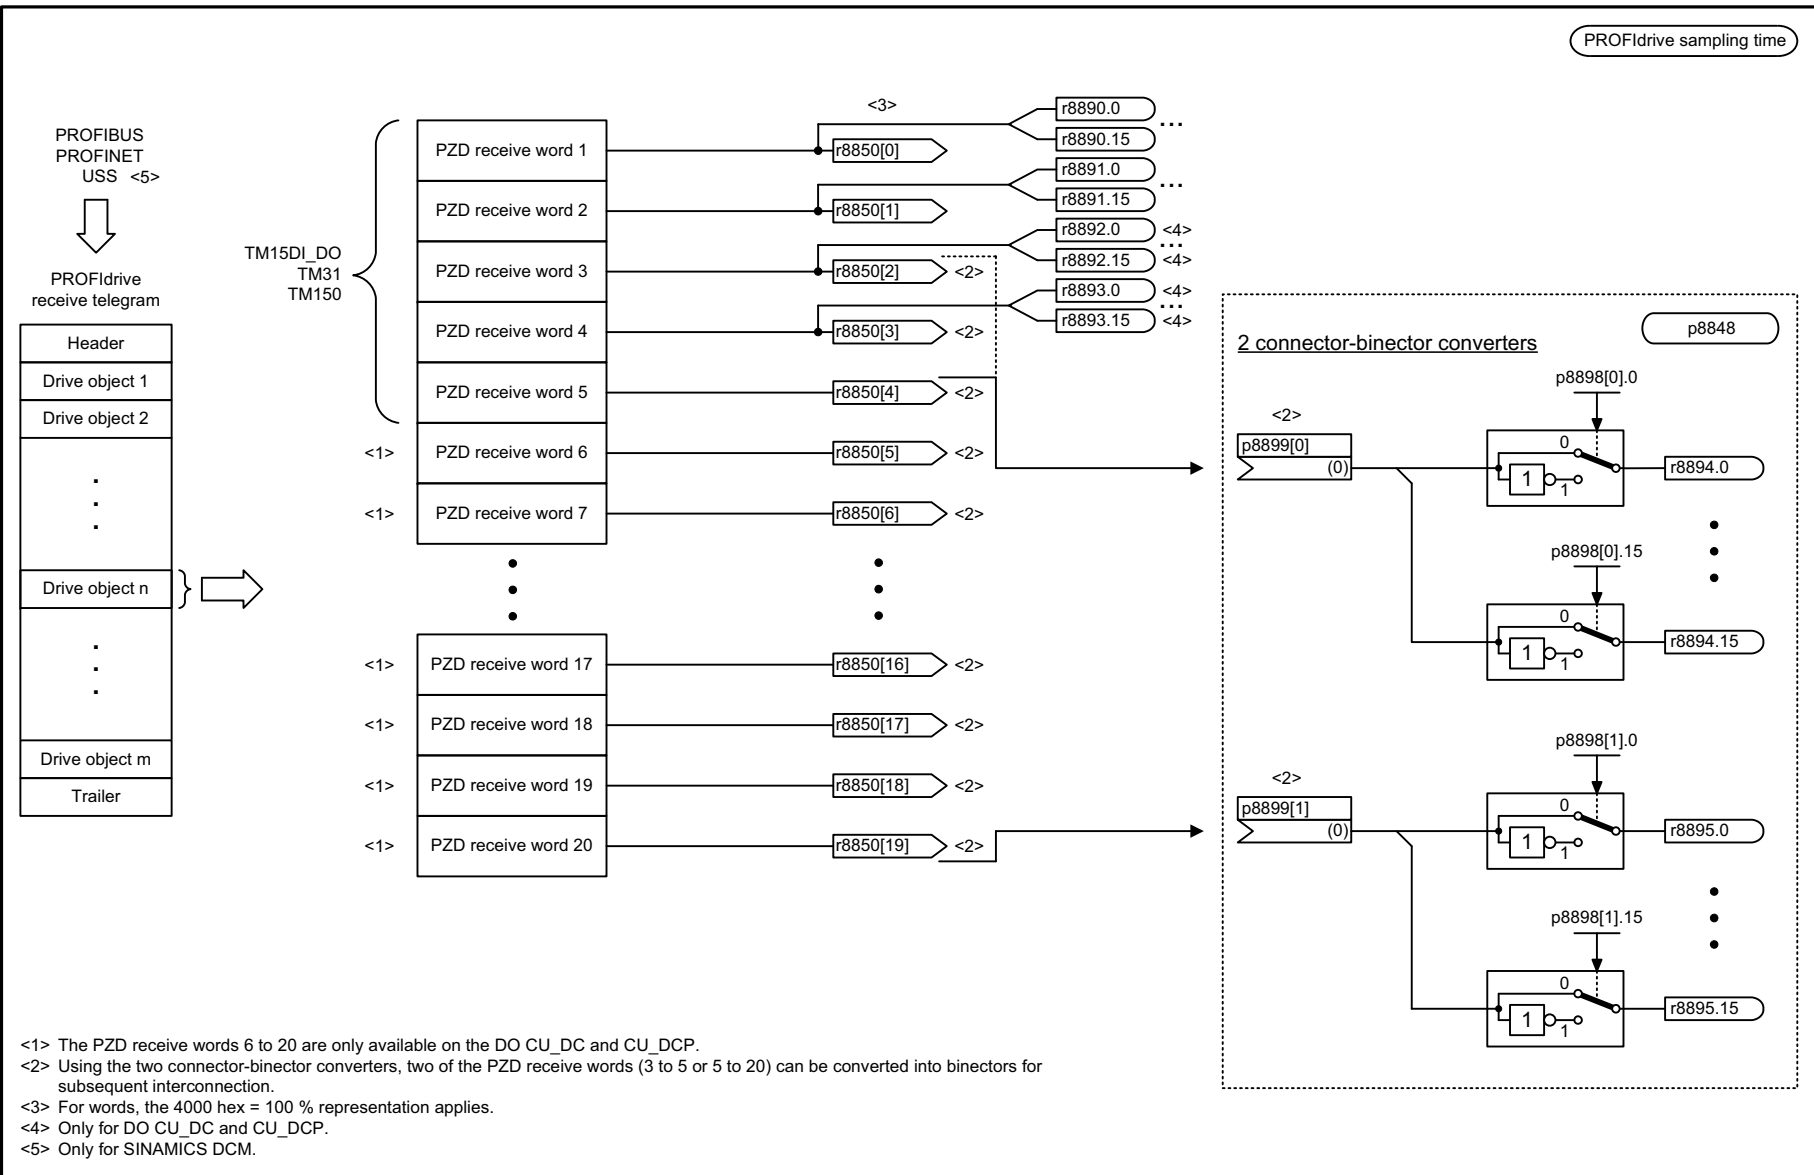 PROFIdrive sampling time
PROFIBUS
PROFINET
USS <5>
PROFIdrive
receive telegram
Header
Drive object 1
Drive object 2
.
.
.
Drive object n
.
.
.
Drive object m
Trailer
TM15DI_DO
TM31
TM150
<3>
PZD receive word 1
r8850[0]
r8890.0
...
r8890.15
PZD receive word 2
r8850[1]
r8891.0
...
r8891.15
PZD receive word 3
r8850[2] <2>
r8892.0 <4>
...
r8892.15 <4>
PZD receive word 4
r8850[3] <2>
r8893.0 <4>
...
r8893.15 <4>
PZD receive word 5
r8850[4] <2>
<1> PZD receive word 6
r8850[5] <2>
<1> PZD receive word 7
r8850[6] <2>
<1> PZD receive word 17
r8850[16] <2>
<1> PZD receive word 18
r8850[17] <2>
<1> PZD receive word 19
r8850[18] <2>
<1> PZD receive word 20
r8850[19] <2>
2 connector-binector converters
p8848
<2>
p8899[0]
(0)
p8898[0].0
0
1
1
r8894.0
p8898[0].15
0
1
1
r8894.15
<2>
p8899[1]
(0)
p8898[1].0
0
1
1
r8895.0
p8898[1].15
0
1
1
r8895.15
<1> The PZD receive words 6 to 20 are only available on the DO CU_DC and CU_DCP.
<2> Using the two connector-binector converters, two of the PZD receive words (3 to 5 or 5 to 20) can be converted into binectors for
subsequent interconnection.
<3> For words, the 4000 hex = 100 % representation applies.
<4> Only for DO CU_DC and CU_DCP.
<5> Only for SINAMICS DCM.